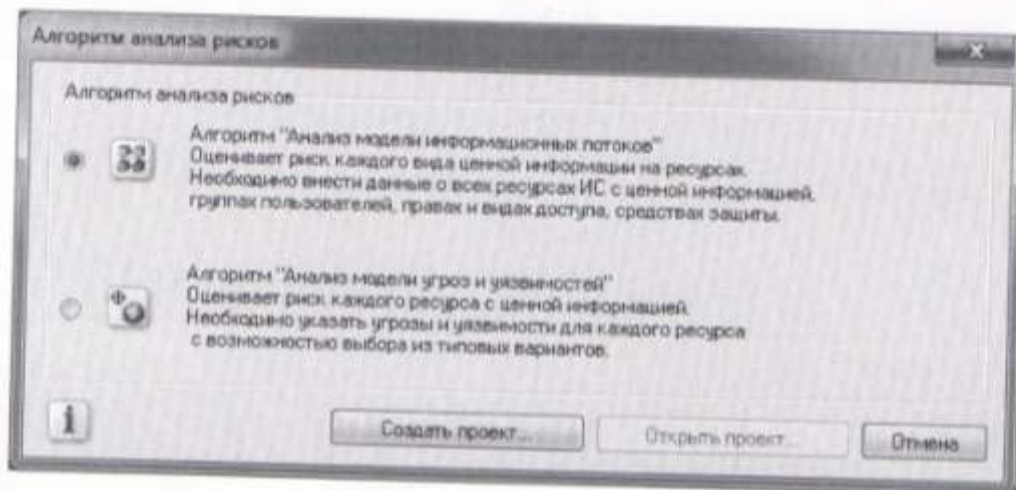 Алгоритм анализа рисков
Алгоритм анализа рисков
Алгоритм "Анализ модели информационных потоков"
Оценивает риск каждого вида ценной информации на ресурсах.
Необходимо внести данные о всех ресурсах ИС с ценной информацией,
группах пользователей, правах и видах доступа, средствах защиты.
Алгоритм "Анализ модели угроз и уязвимостей"
Оценивает риск каждого ресурса с ценной информацией.
Необходимо указать угрозы и уязвимости для каждого ресурса
с возможностью выбора из типовых вариантов.
Создать проект...
Открыть проект...
Отмена